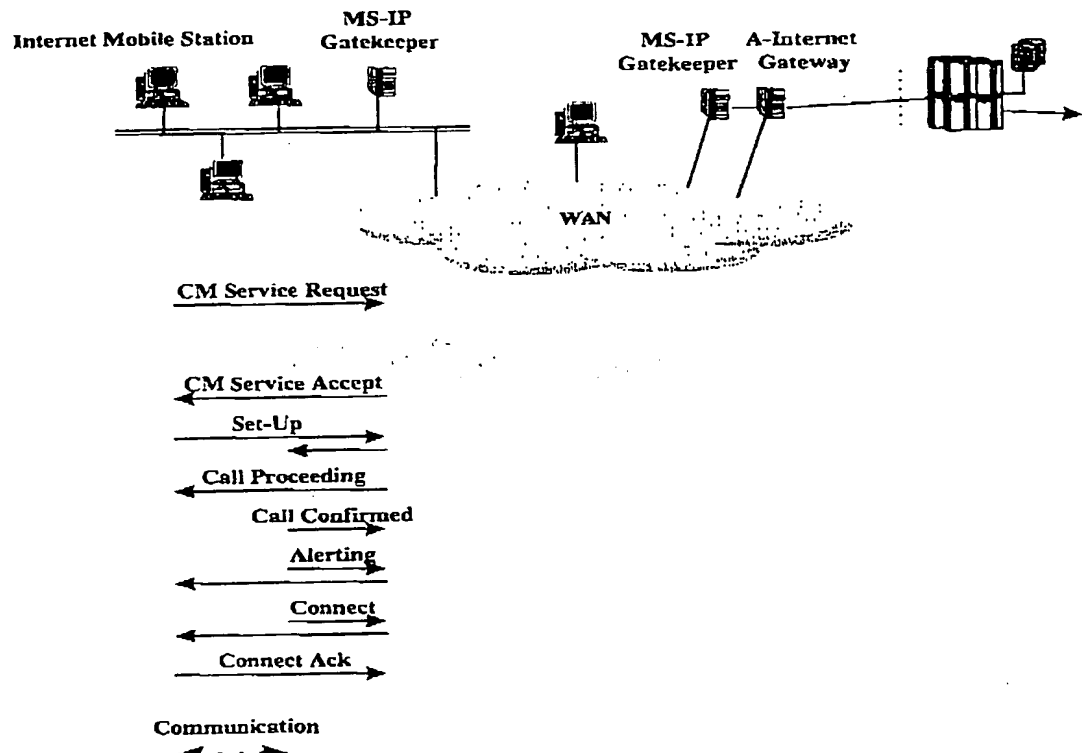 MS-IP
Gatekeeper
Internet Mobile Station
MS-IP
Gatekeeper
A-Internet
Gateway
WAN
CM Service Request
CM Service Accept
Set-Up
Call Proceeding
Call Confirmed
Alerting
Connect
Connect Ack
Communication